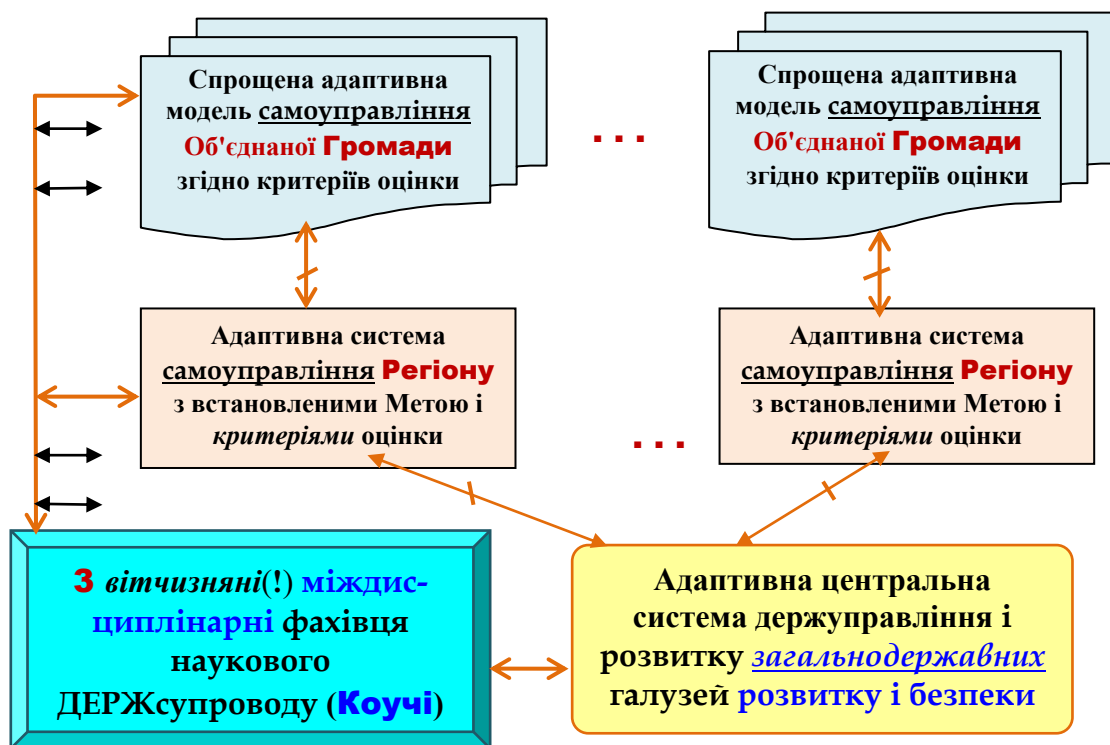 Спрощена адаптивна
модель самоуправління
Об'єднаної Громади
згідно критеріїв оцінки
...
Спрощена адаптивна
модель самоуправління
Об'єднаної Громади
згідно критеріїв оцінки
Адаптивна система
самоуправління Регіону
з встановленими Метою і
критеріями оцінки
...
Адаптивна система
самоуправління Регіону
з встановленими Метою і
критеріями оцінки
3 вітчизняні(!) міждис-
циплінарні фахівця
наукового
ДЕРЖсупроводу (Коучі)
Адаптивна центральна
система держуправління і
розвитку загальнодержавних
галузей розвитку і безпеки